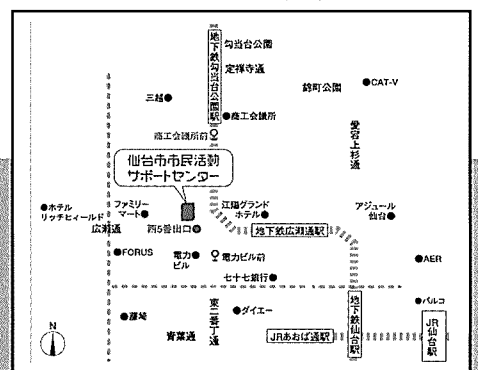 地下鉄勾当台公園駅
勾当台公園
定禅寺通
錦町公園
●CAT-V
三越●
●商工会議所
愛宕上杉通
商工会議所前
仙台市市民活動
サポートセンター
●ホテル
リッチフィールド
ファミリー
マート●
江陽グランド
ホテル●
アジュール
仙台●
広瀬通
西5番出口
地下鉄広瀬通駅
●FORUS
電力●
ビル
電力ビル前
●AER
七十七銀行●
●パルコ
●藤崎
東二番丁通
●ダイエー
地下鉄仙台駅
JR
仙台駅
N
青葉通
JRあおば通駅